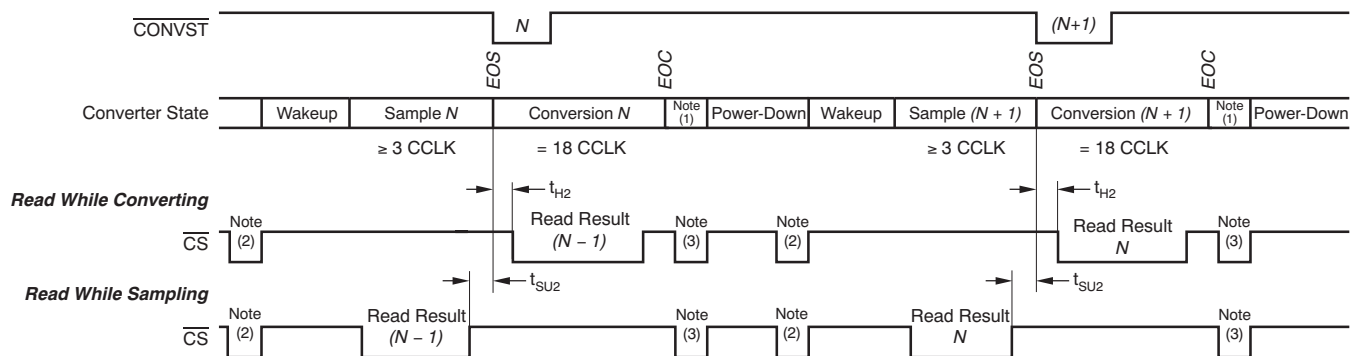 CONVST
N
(N+1)
EOS
EOC
EOS
EOC
Converter State
Wakeup
Sample N
Conversion N
Note
(1)
Power-Down
Wakeup
Sample (N + 1)
Conversion (N + 1)
Note
(1)
Power-Down
≥ 3 CCLK
= 18 CCLK
≥ 3 CCLK
= 18 CCLK
tH2
tH2
Read While Converting
CS
Note
(2)
Read Result
(N − 1)
Note
(3)
Note
(2)
Read Result
N
Note
(3)
tSU2
tSU2
Read While Sampling
CS
Note
(2)
Read Result
(N − 1)
Note
(3)
Note
(2)
Read Result
N
Note
(3)